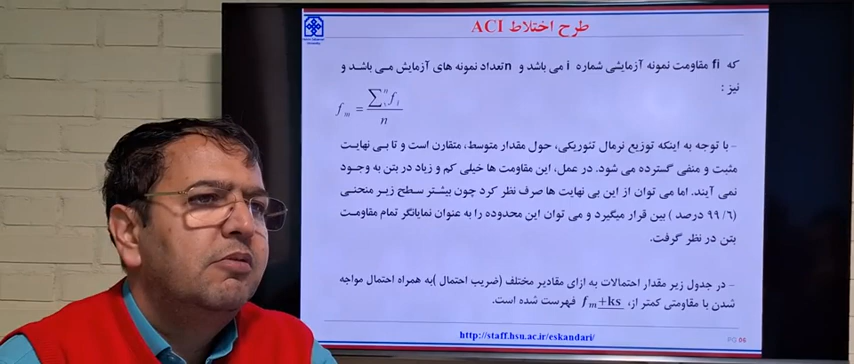 طرح اختلاط ACI
که fi مقاومت نمونه آزمایشی شماره i می باشد و n تعداد نمونه های آزمایش می باشد و
نیز :
f_m = ∑^n f_i / n
- با توجه به اینکه توزیع نرمال تئوریکی، حول مقدار متوسط، متقارن است و تا بی نهایت
مثبت و منفی گسترده می شود. در عمل، این مقاومت ها خیلی کم و زیاد در بتن به وجود
نمی آیند. اما می توان از این بی نهایت ها صرف نظر کرد چون بیشتر سطح زیر منحنی
(۹۹/۶ درصد ) بین قرار میگیرد و می توان این محدوده را به عنوان نمایانگر تمام مقاومت
بتن در نظر گرفت.
- در جدول زیر مقدار احتمالات به ازای مقادیر مختلف (ضریب احتمال )به همراه احتمال مواجه
شدن با مقاومتی کمتر از، f_m+ks فهرست شده است.
http://staff.hsu.ac.ir/eskandari/
PG 06